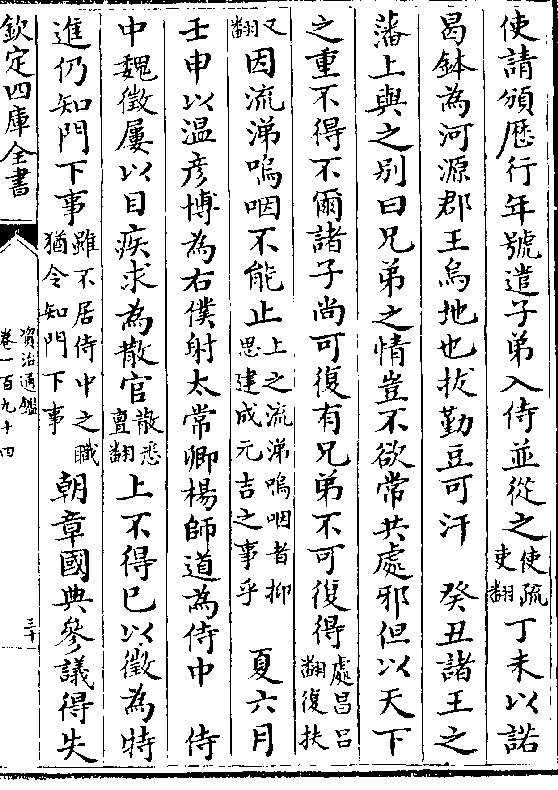 使請頒厯行年號遣子弟入侍並從之使疏吏翻丁未以諾
曷鉢為河源郡王烏地也拔勤豆可汗 癸丑諸王之
藩上與之别曰兄弟之情豈不欲常共處邪但以天下
之重不得不爾諸子尚可復有兄弟不可復得處昌吕翻復扶
又翻因流涕嗚咽不能止上之流涕嗚咽者抑思建成元吉之事乎 夏六月
壬申以温彦博為右僕射太常卿楊師道為侍中 侍
中魏徵屢以目疾求為散官散悉亶翻上不得已以徵為特
進仍知門下事雖不居侍中之職猶令知門下事朝章國典參議得失
欽定四庫全書
資治通鑑
卷一百九十四
三十